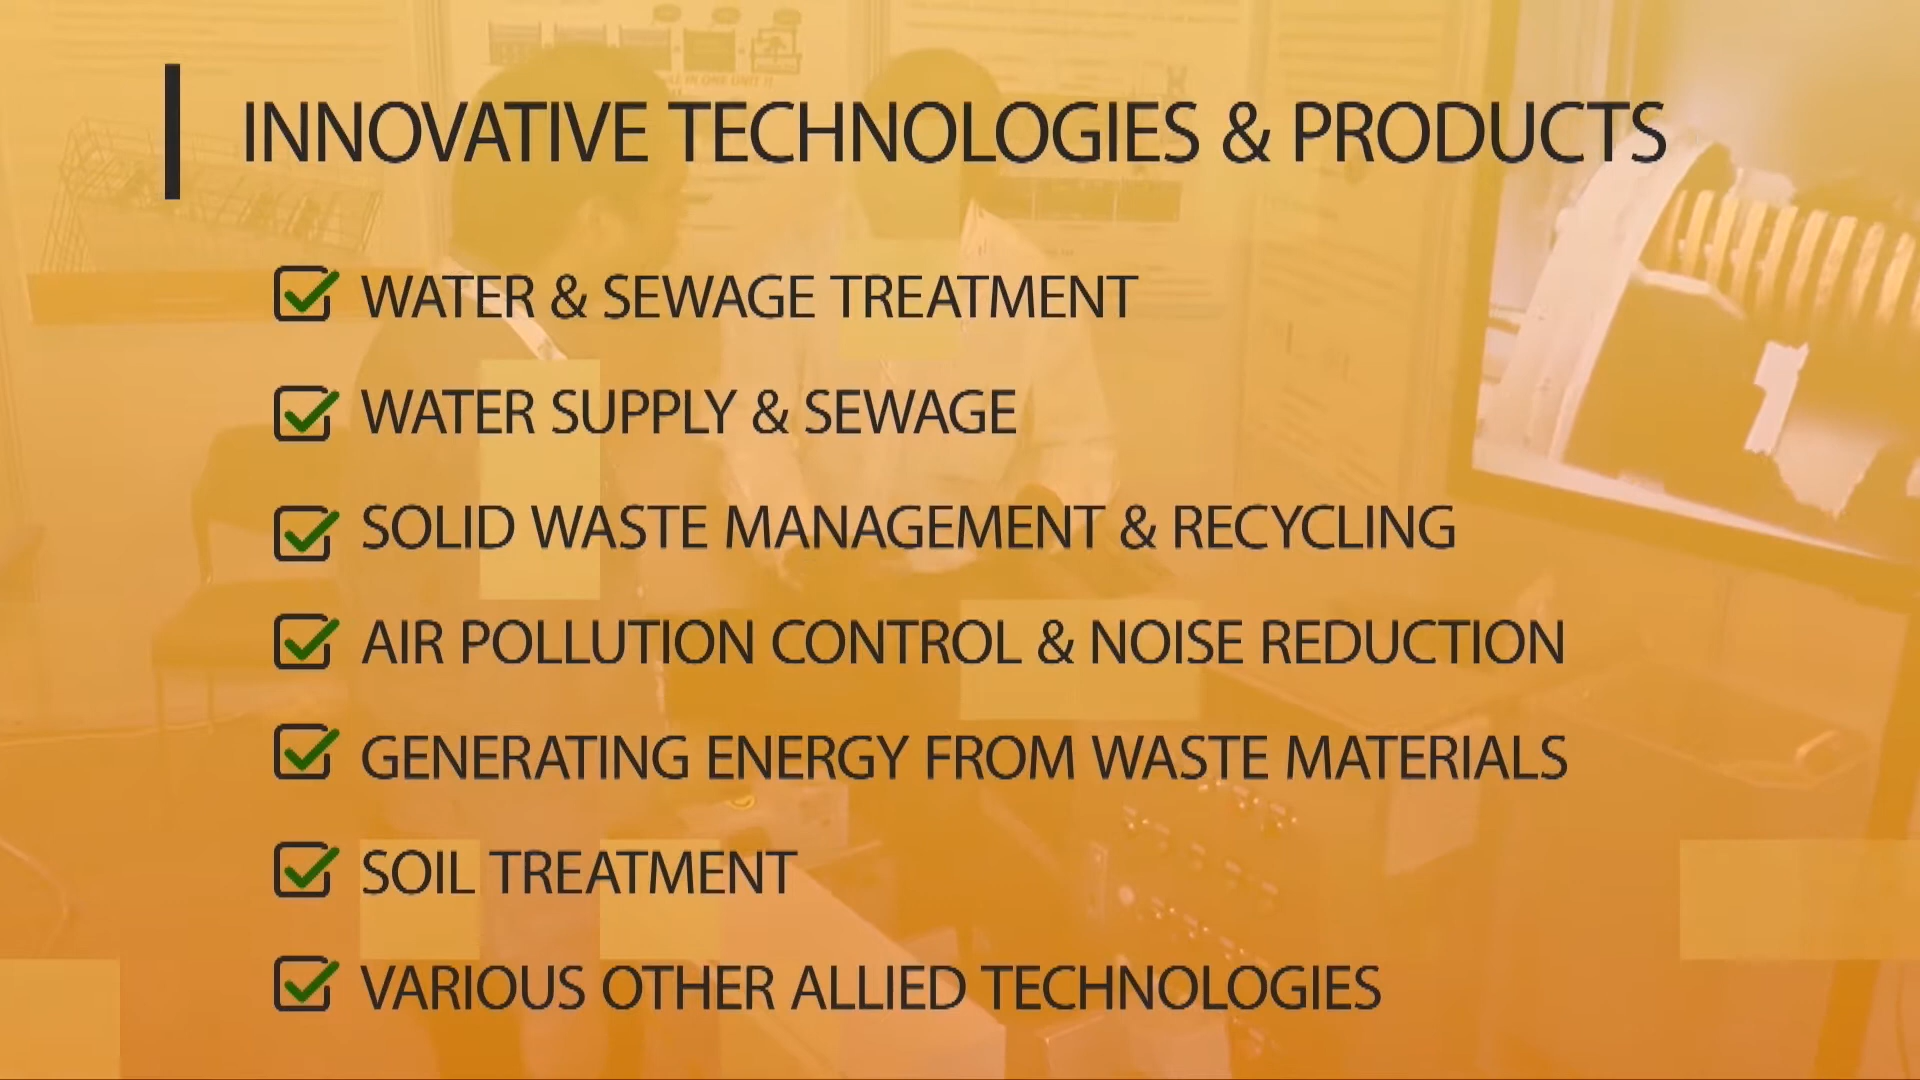 INNOVATIVE TECHNOLOGIES & PRODUCTS
WATER & SEWAGE TREATMENT
WATER SUPPLY & SEWAGE
SOLID WASTE MANAGEMENT & RECYCLING
AIR POLLUTION CONTROL & NOISE REDUCTION
GENERATING ENERGY FROM WASTE MATERIALS
SOIL TREATMENT
VARIOUS OTHER ALLIED TECHNOLOGIES